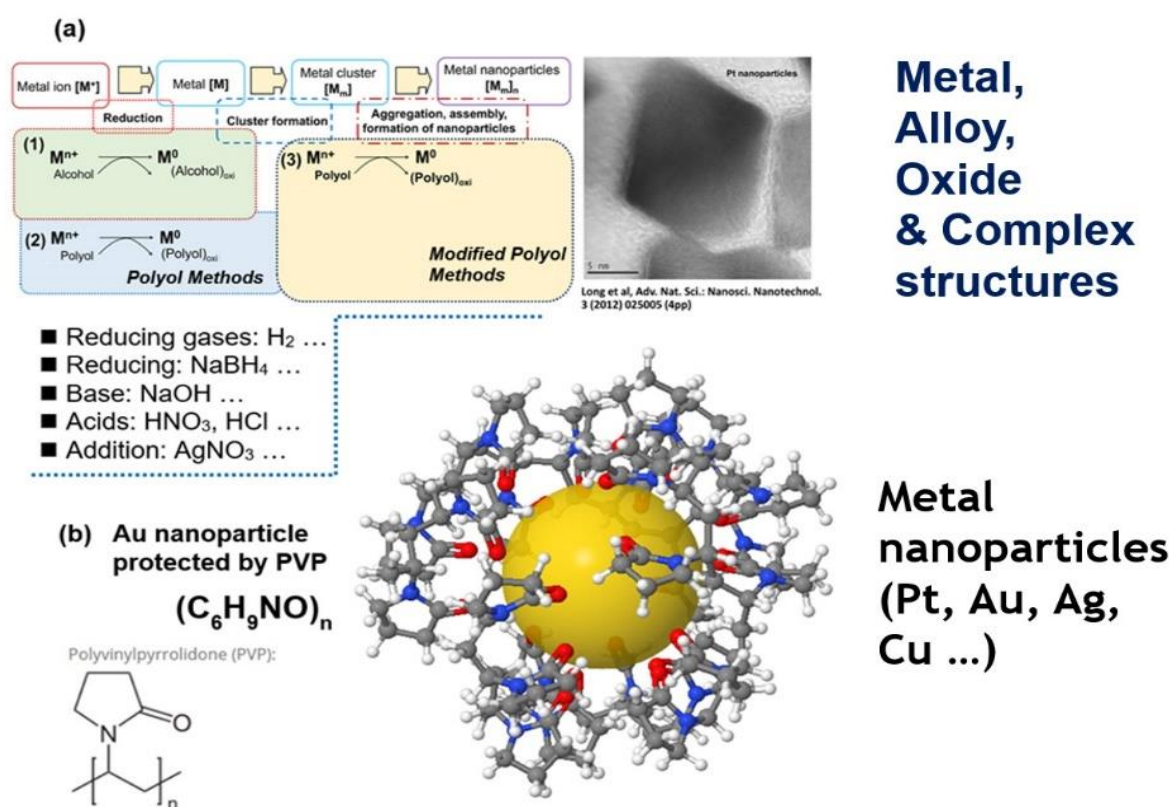 (a)
Metal ion [M⁺]
Metal [M]
Metal cluster
[Mₘ]
Metal nanoparticles
[Mₘ]ₙ
Reduction
Cluster formation
Aggregation, assembly,
formation of nanoparticles
(1)
Mⁿ⁺ M⁰
Alcohol (Alcohol)oxi
(2)
Mⁿ⁺ M⁰
Polyol (Polyol)oxi
Polyol Methods
(3)
Mⁿ⁺ M⁰
Polyol (Polyol)oxi
Modified Polyol
Methods
Pt nanoparticles
5 nm
Long et al, Adv. Nat. Sci.: Nanosci. Nanotechnol.
3 (2012) 025005 (4pp)
Metal,
Alloy,
Oxide
& Complex
structures
■ Reducing gases: H₂ ...
■ Reducing: NaBH₄ ...
■ Base: NaOH ...
■ Acids: HNO₃, HCl ...
■ Addition: AgNO₃ ...
(b) Au nanoparticle
protected by PVP
(C₆H₉NO)ₙ
Polyvinylpyrrolidone (PVP):
O
N
n
Metal
nanoparticles
(Pt, Au, Ag,
Cu ...)